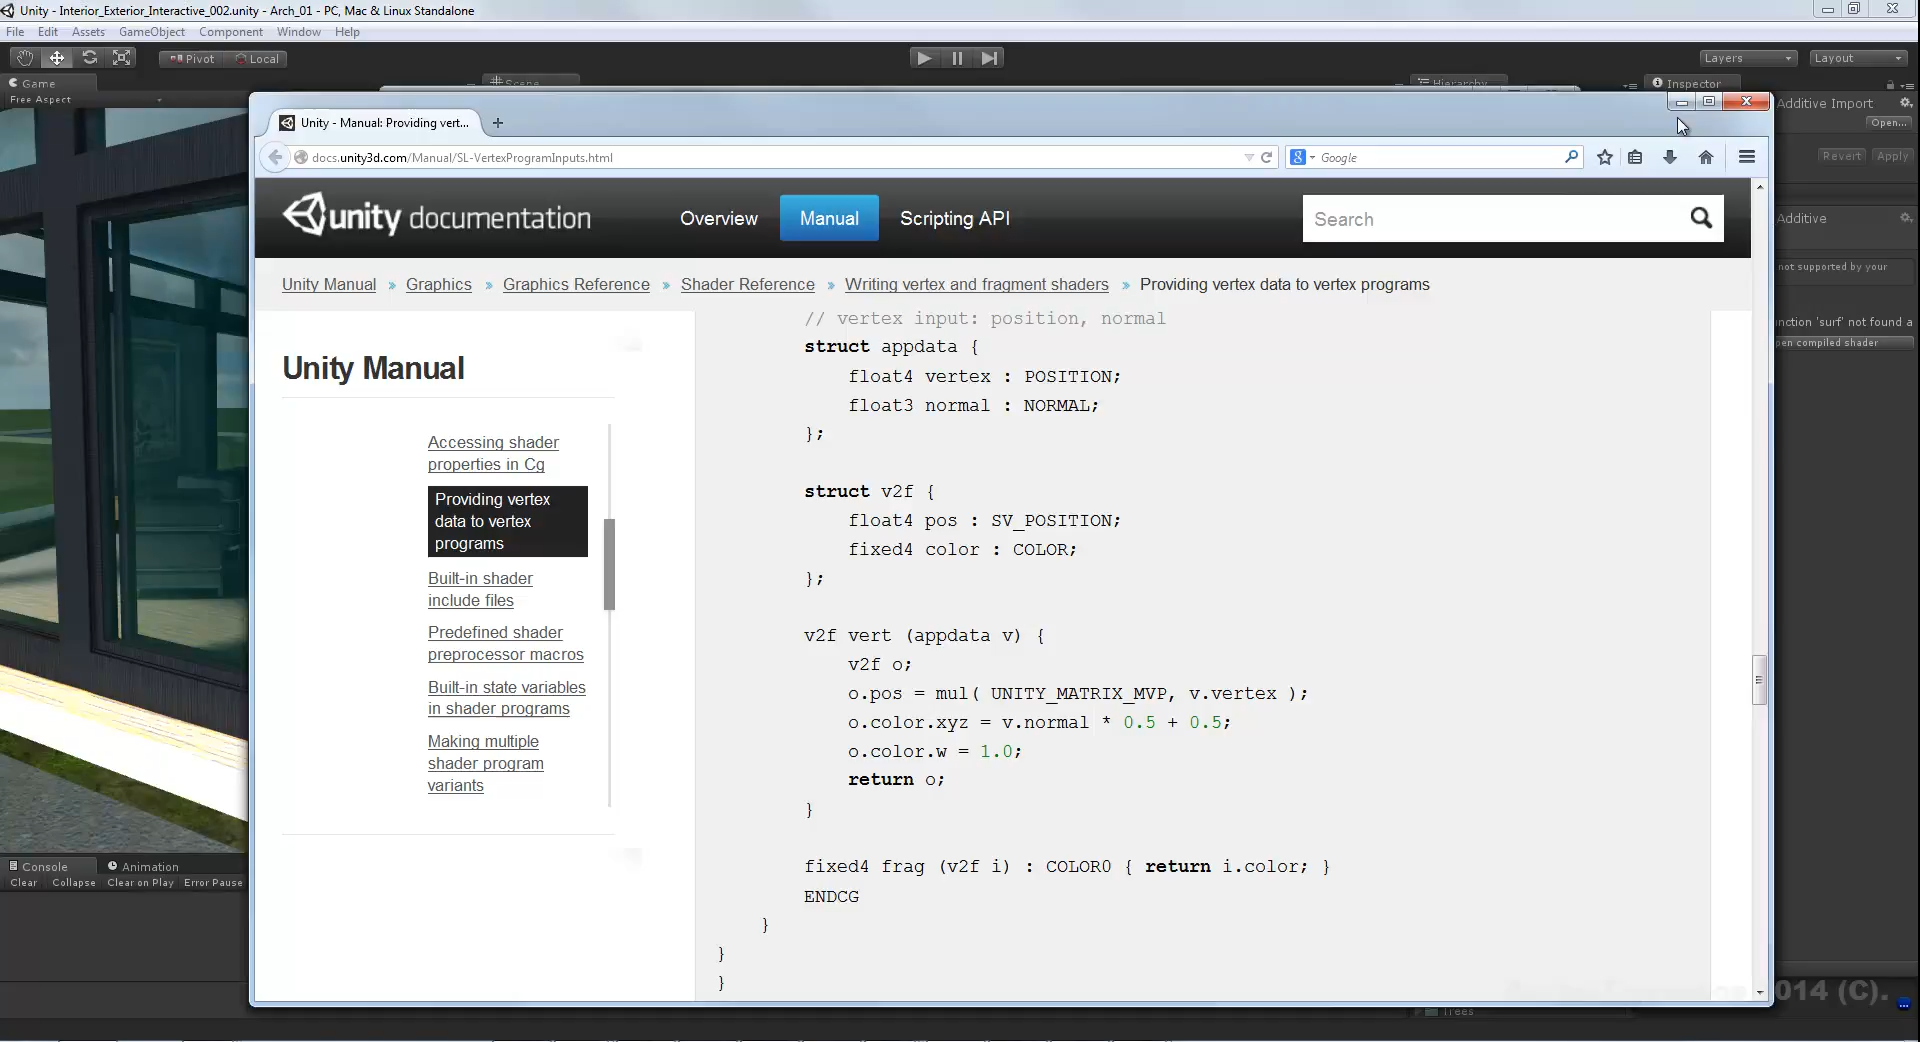 Unity - Interior_Exterior_Interactive_002.unity - Arch_01 - PC, Mac & Linux Standalone
File Edit Assets GameObject Component Window Help
Pivot Local
Layers Layout
Game
Scene
Hierarchy
Inspector
Free Aspect
Additive Import
Open...
Revert Apply
Additive
not supported by your
nction 'surf' not found a
pen compiled shader
Unity - Manual: Providing vert...
docs.unity3d.com/Manual/SL-VertexProgramInputs.html
Google
unity documentation
Overview Manual Scripting API
Search
Unity Manual » Graphics » Graphics Reference » Shader Reference » Writing vertex and fragment shaders » Providing vertex data to vertex programs
Unity Manual
Accessing shader
properties in Cg
Providing vertex
data to vertex
programs
Built-in shader
include files
Predefined shader
preprocessor macros
Built-in state variables
in shader programs
Making multiple
shader program
variants
// vertex input: position, normal
struct appdata {
float4 vertex : POSITION;
float3 normal : NORMAL;
};
struct v2f {
float4 pos : SV_POSITION;
fixed4 color : COLOR;
};
v2f vert (appdata v) {
v2f o;
o.pos = mul( UNITY_MATRIX_MVP, v.vertex );
o.color.xyz = v.normal * 0.5 + 0.5;
o.color.w = 1.0;
return o;
}
fixed4 frag (v2f i) : COLOR0 { return i.color; }
ENDCG
}
}
}
Console Animation
Clear Collapse Clear on Play Error Pause
014 (C).
Trees